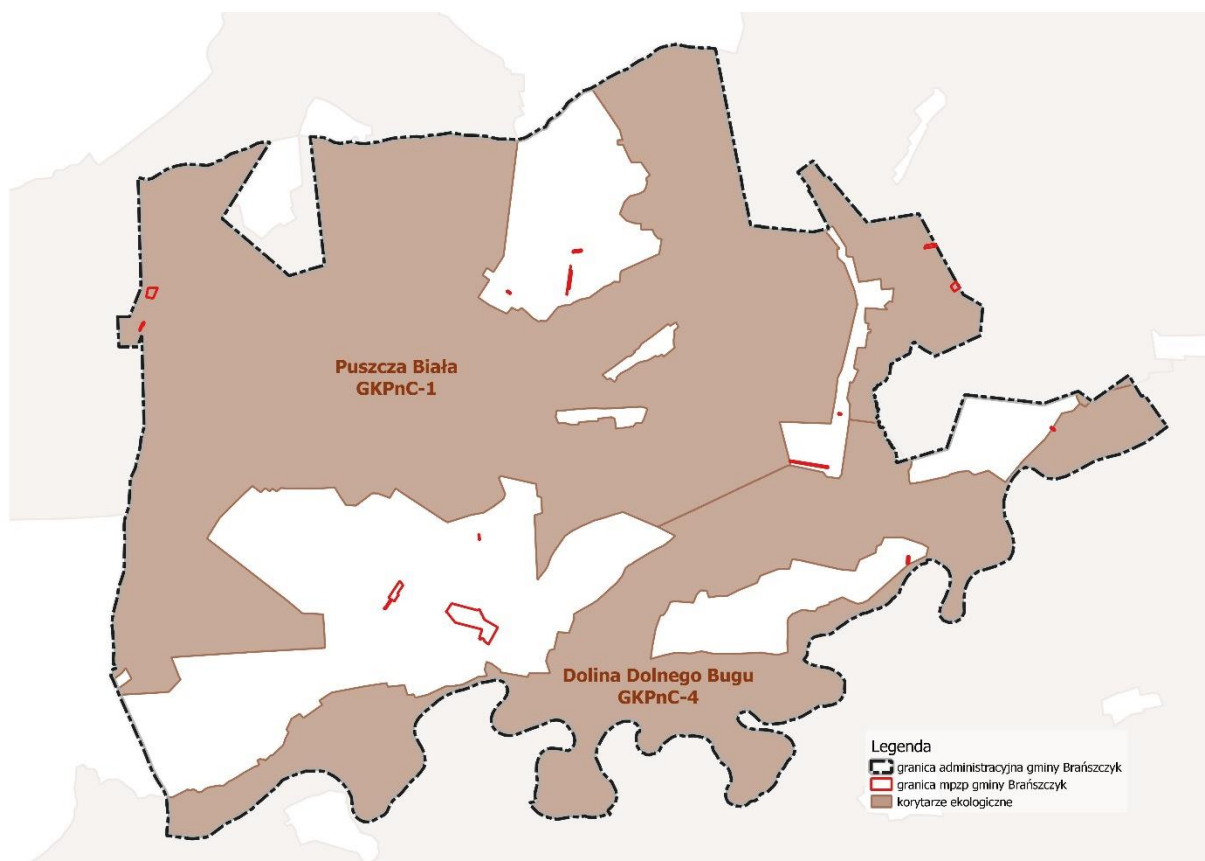 Puszcza Biała
GKPnC-1
Dolina Dolnego Bugu
GKPnC-4
Legenda
granica administracyjna gminy Brańszczyk
granica mpzp gminy Brańszczyk
korytarze ekologiczne